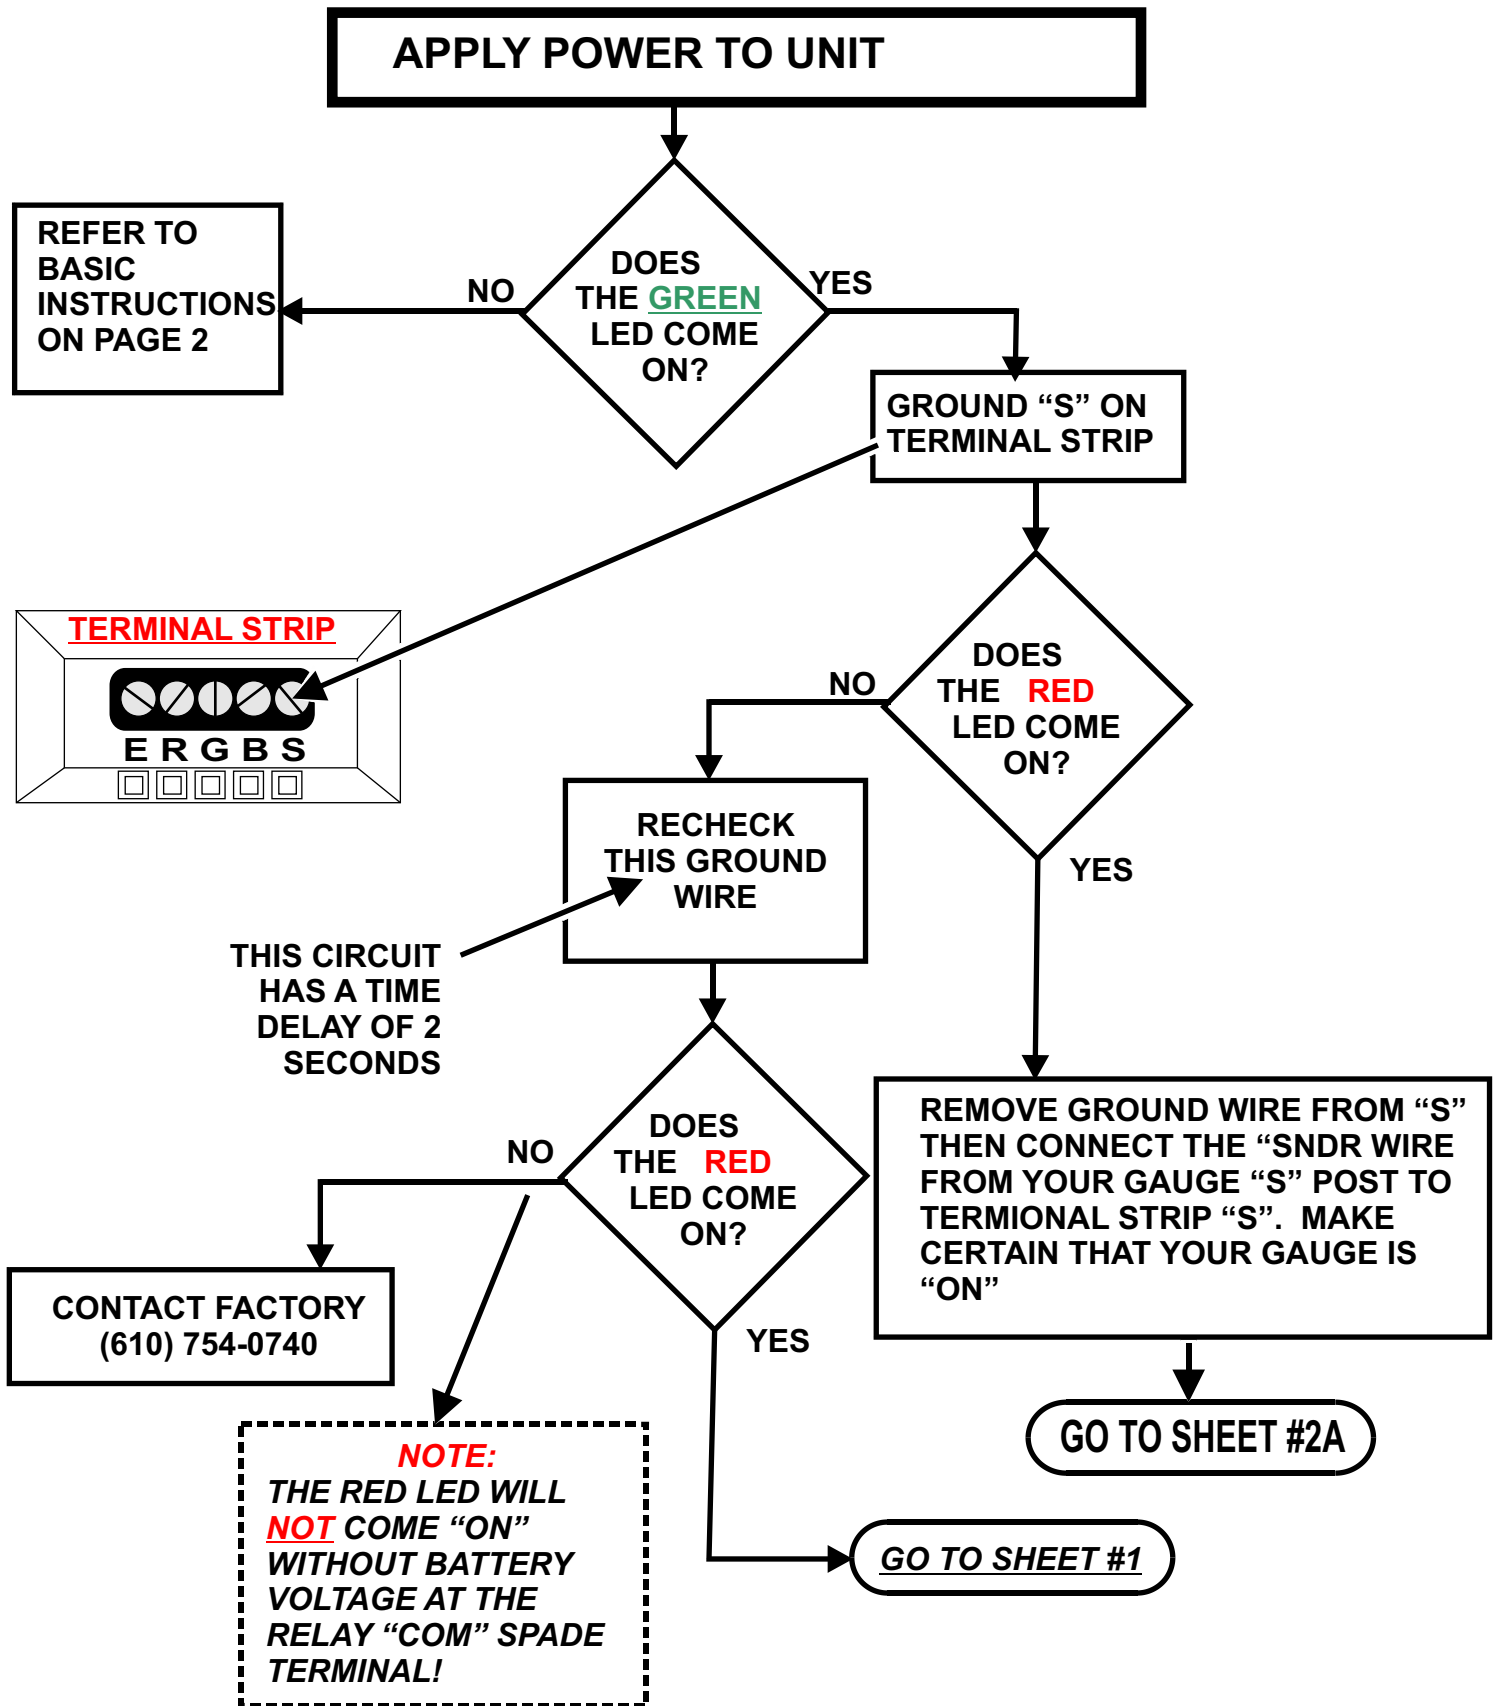 APPLY POWER TO UNIT
REFER TO
BASIC
INSTRUCTIONS
ON PAGE 2
NO
DOES
THE GREEN
LED COME
ON?
YES
GROUND “S” ON
TERMINAL STRIP
TERMINAL STRIP
E R G B S
DOES
THE RED
LED COME
ON?
NO
YES
RECHECK
THIS GROUND
WIRE
THIS CIRCUIT
HAS A TIME
DELAY OF 2
SECONDS
NO
DOES
THE RED
LED COME
ON?
YES
REMOVE GROUND WIRE FROM “S”
THEN CONNECT THE “SNDR WIRE
FROM YOUR GAUGE “S” POST TO
TERMIONAL STRIP “S”. MAKE
CERTAIN THAT YOUR GAUGE IS
“ON”
CONTACT FACTORY
(610) 754-0740
GO TO SHEET #2A
NOTE:
THE RED LED WILL
NOT COME “ON”
WITHOUT BATTERY
VOLTAGE AT THE
RELAY “COM” SPADE
TERMINAL!
GO TO SHEET #1